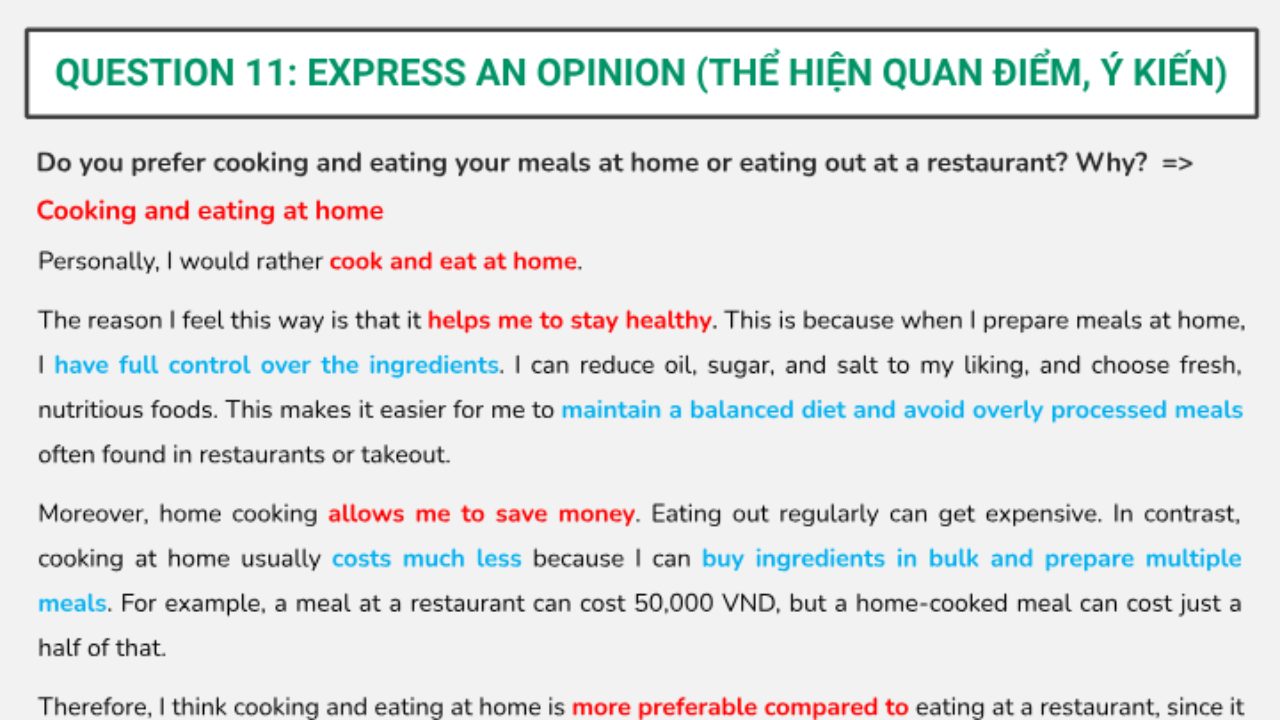 QUESTION 11: EXPRESS AN OPINION (THỂ HIỆN QUAN ĐIỂM, Ý KIẾN)
Do you prefer cooking and eating your meals at home or eating out at a restaurant? Why? =>
Cooking and eating at home
Personally, I would rather cook and eat at home.
The reason I feel this way is that it helps me to stay healthy. This is because when I prepare meals at home,
I have full control over the ingredients. I can reduce oil, sugar, and salt to my liking, and choose fresh,
nutritious foods. This makes it easier for me to maintain a balanced diet and avoid overly processed meals
often found in restaurants or takeout.
Moreover, home cooking allows me to save money. Eating out regularly can get expensive. In contrast,
cooking at home usually costs much less because I can buy ingredients in bulk and prepare multiple
meals. For example, a meal at a restaurant can cost 50,000 VND, but a home-cooked meal can cost just a
half of that.
Therefore, I think cooking and eating at home is more preferable compared to eating at a restaurant, since it